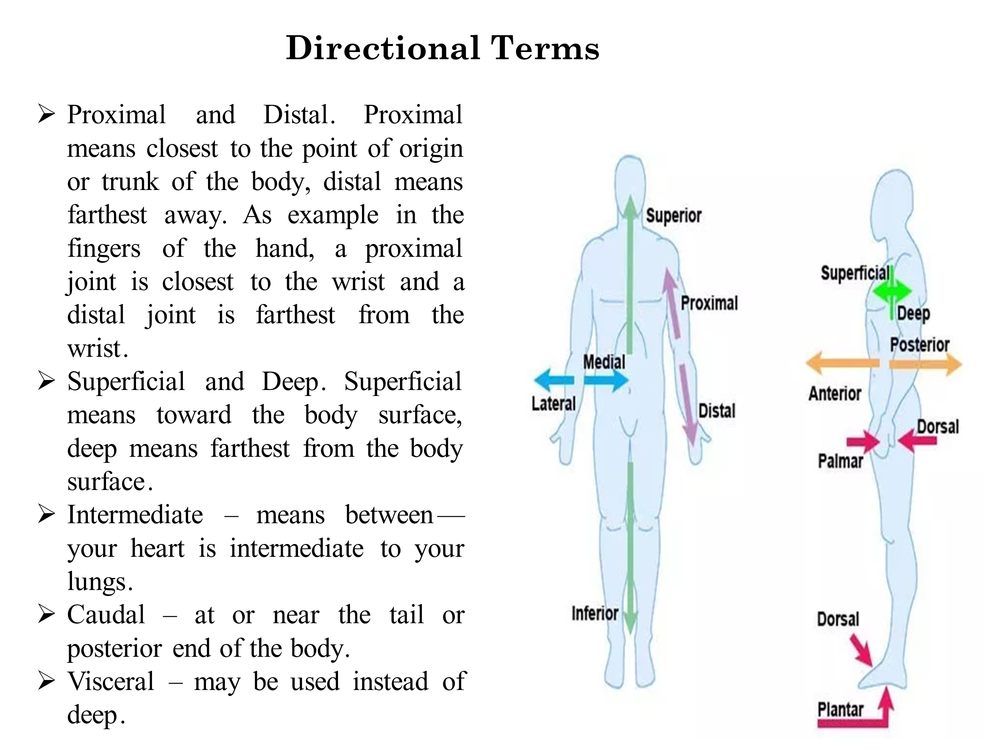 Directional Terms
➢ Proximal and Distal. Proximal
means closest to the point of origin
or trunk of the body, distal means
farthest away. As example in the
fingers of the hand, a proximal
joint is closest to the wrist and a
distal joint is farthest from the
wrist.
➢ Superficial and Deep. Superficial
means toward the body surface,
deep means farthest from the body
surface.
➢ Intermediate – means between—
your heart is intermediate to your
lungs.
➢ Caudal – at or near the tail or
posterior end of the body.
➢ Visceral – may be used instead of
deep.
Superior
Proximal
Medial
Lateral
Distal
Inferior
Superficial
Deep
Posterior
Anterior
Dorsal
Palmar
Dorsal
Plantar